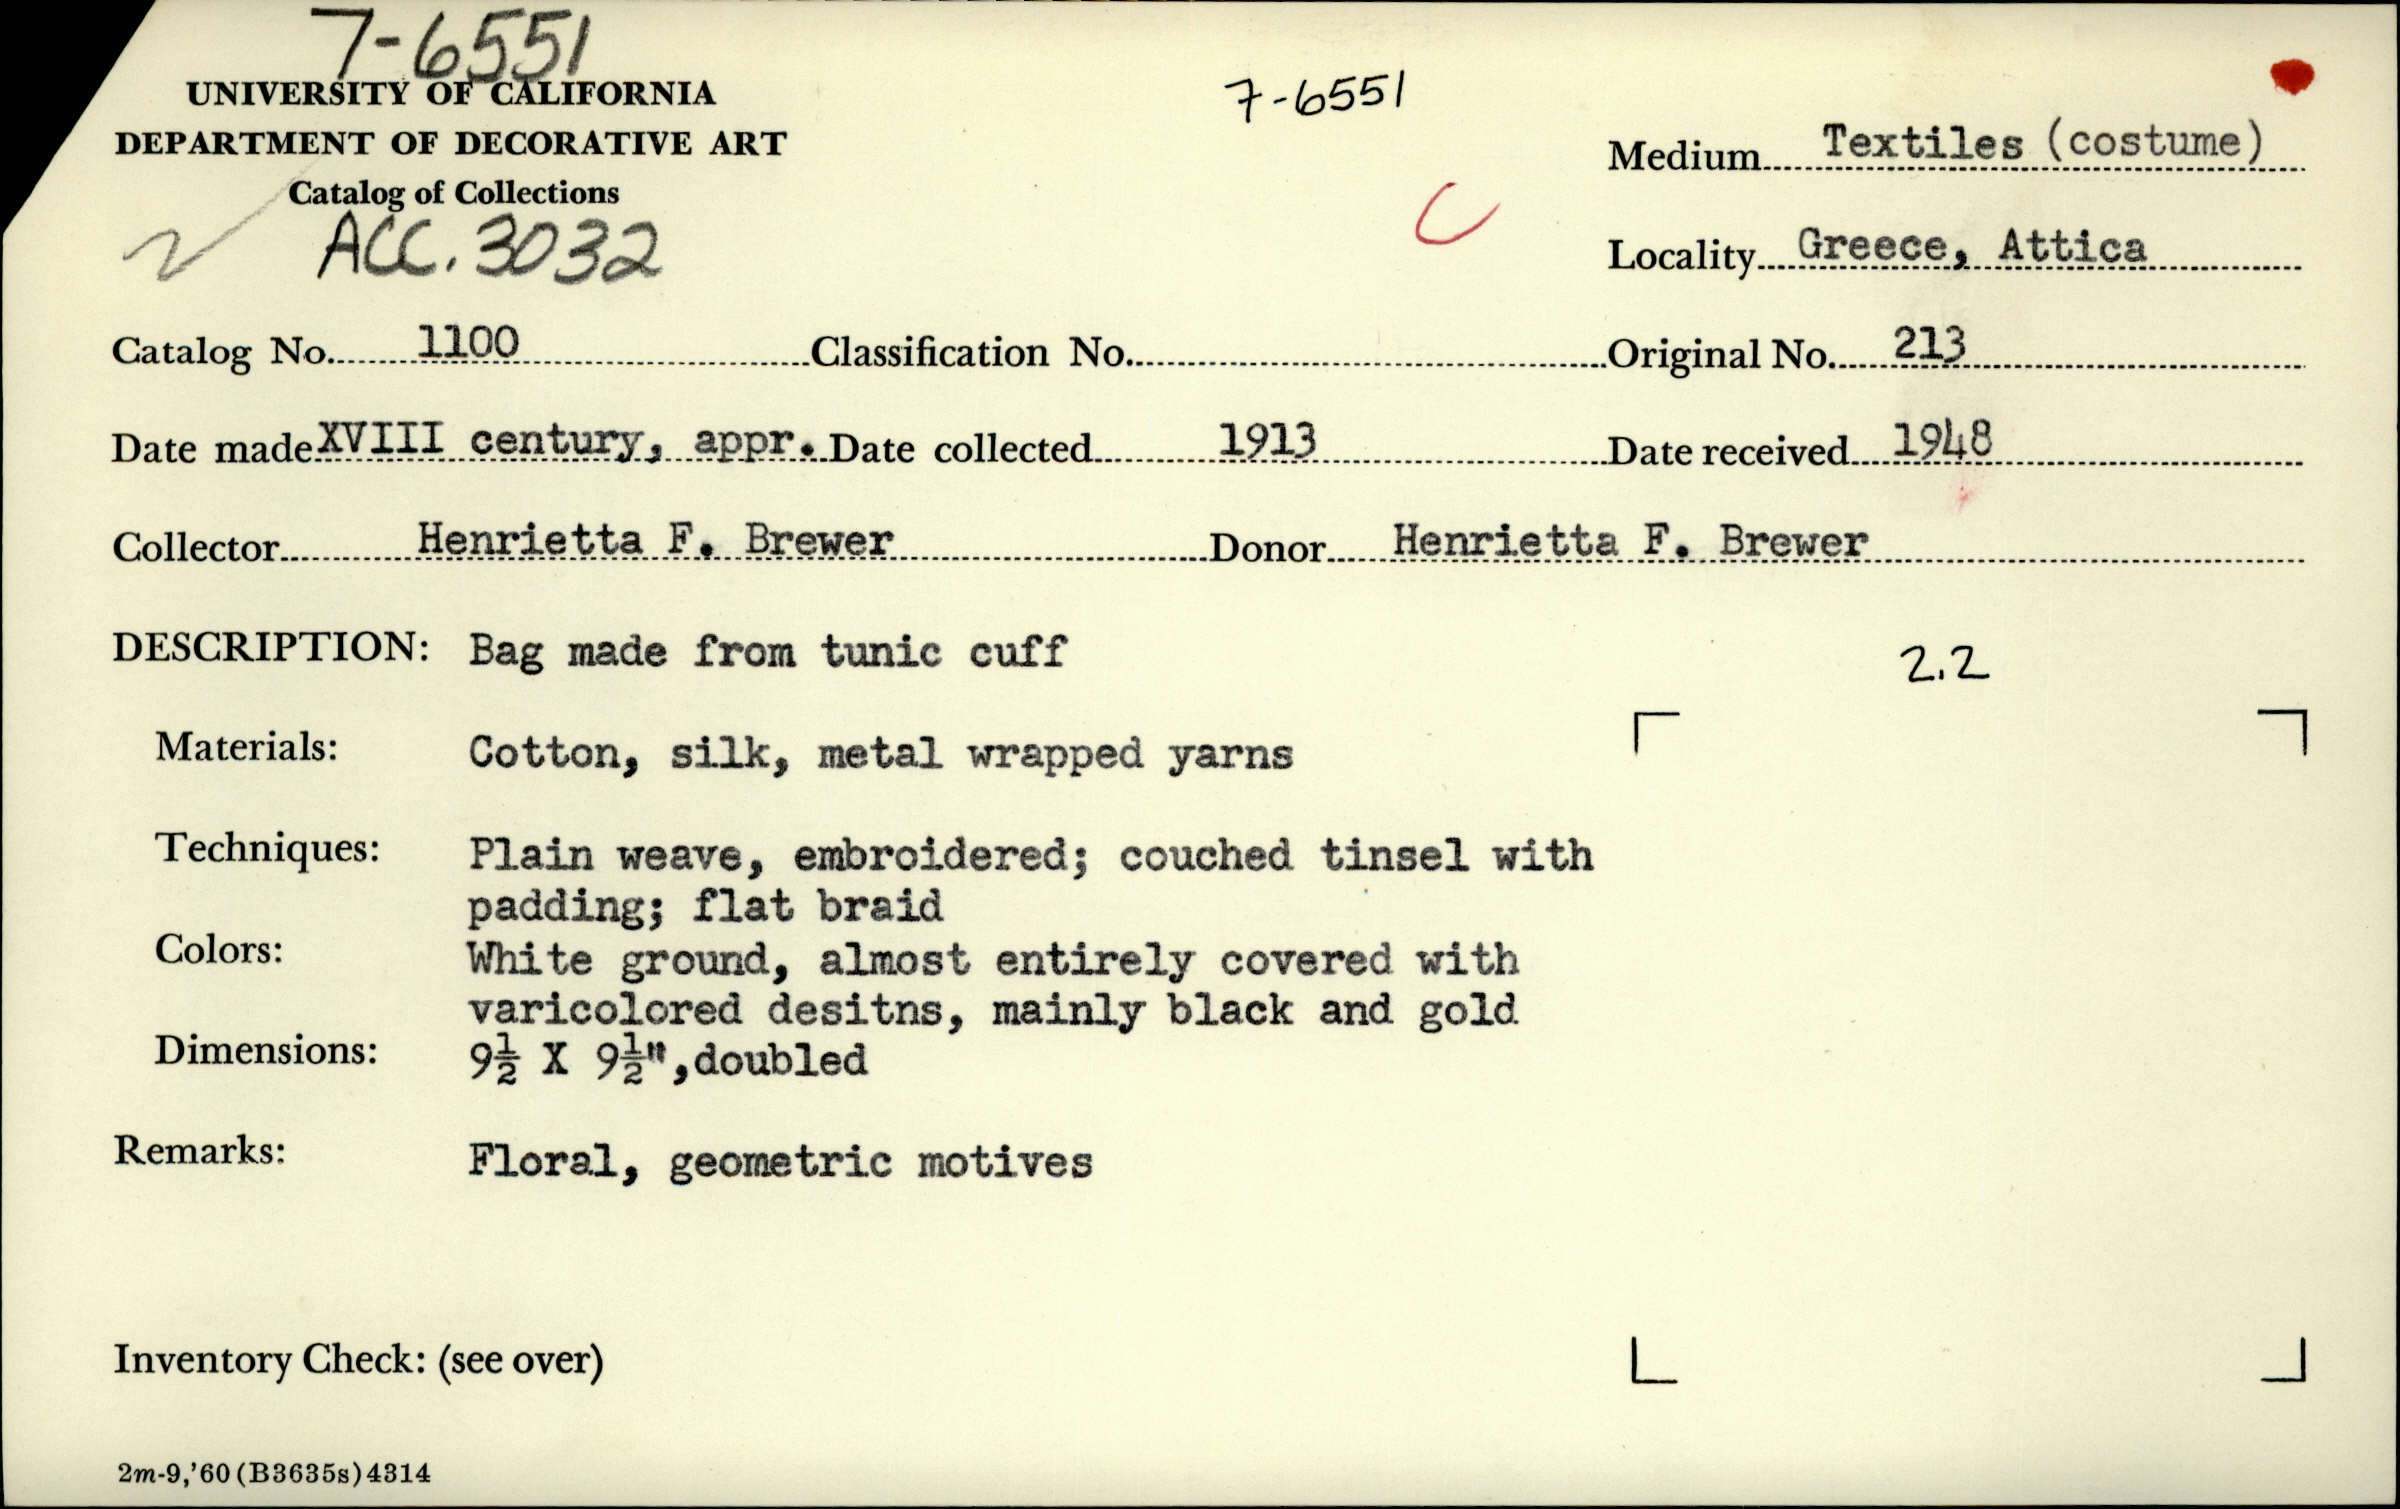 7-6551
UNIVERSITY OF CALIFORNIA
DEPARTMENT OF DECORATIVE ART
Catalog of Collections
ACC. 3032
7-6551
C
Medium Textiles (costume)
Locality Greece, Attica
Catalog No. 1100 Classification No. Original No. 213
Date made XVIII century, appr. Date collected 1913 Date received 1948
Collector Henrietta F. Brewer Donor Henrietta F. Brewer
DESCRIPTION: Bag made from tunic cuff
2.2
Materials: Cotton, silk, metal wrapped yarns
Techniques: Plain weave, embroidered; couched tinsel with
padding; flat braid
Colors: White ground, almost entirely covered with
varicolored desitns, mainly black and gold
Dimensions: 9½ X 9½",doubled
Remarks: Floral, geometric motives
Inventory Check: (see over)
2m-9,'60(B3635s)4314